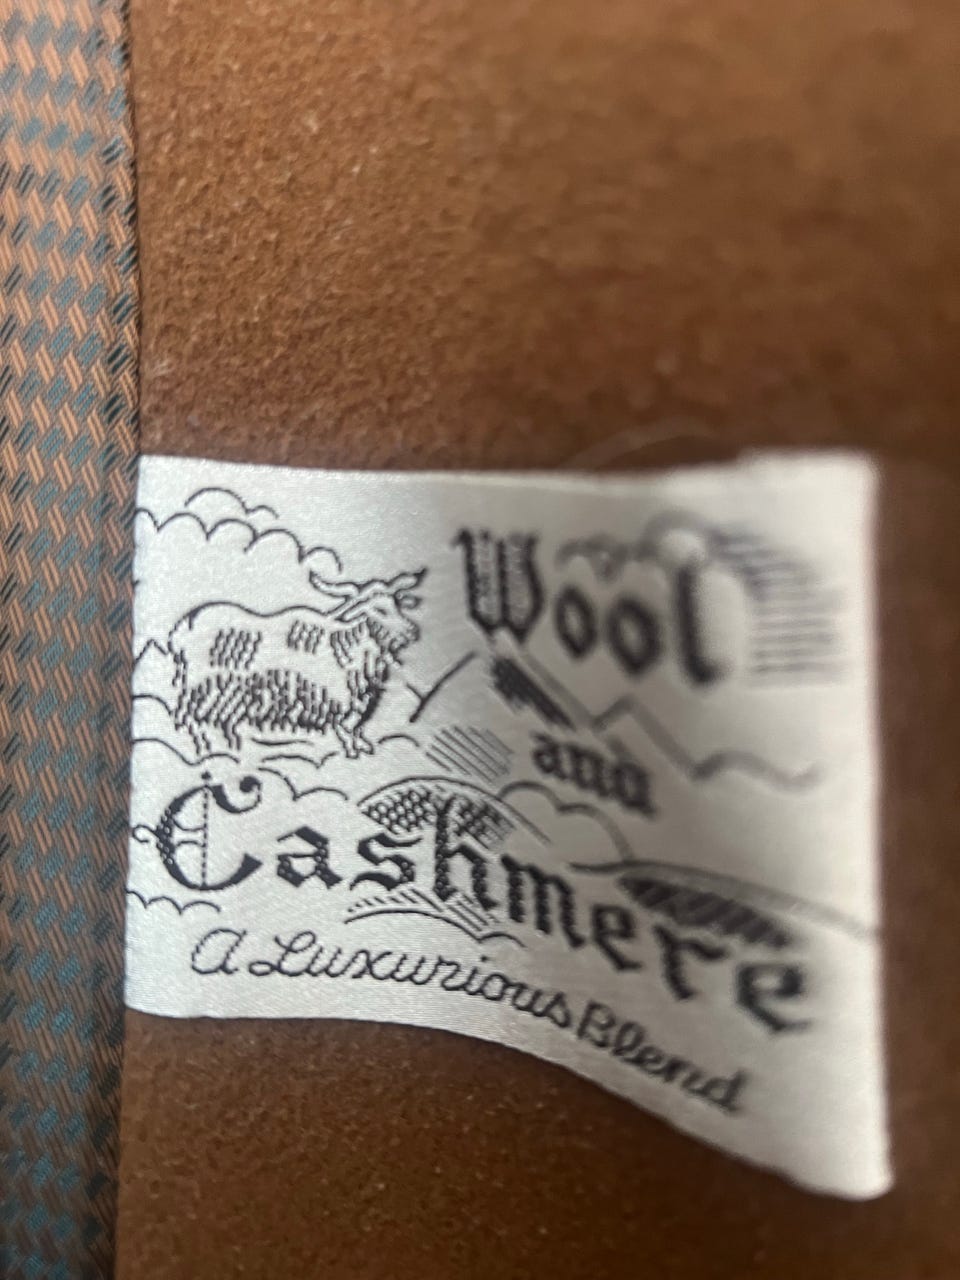 Wool
and
Cashmere
A Luxurious Blend